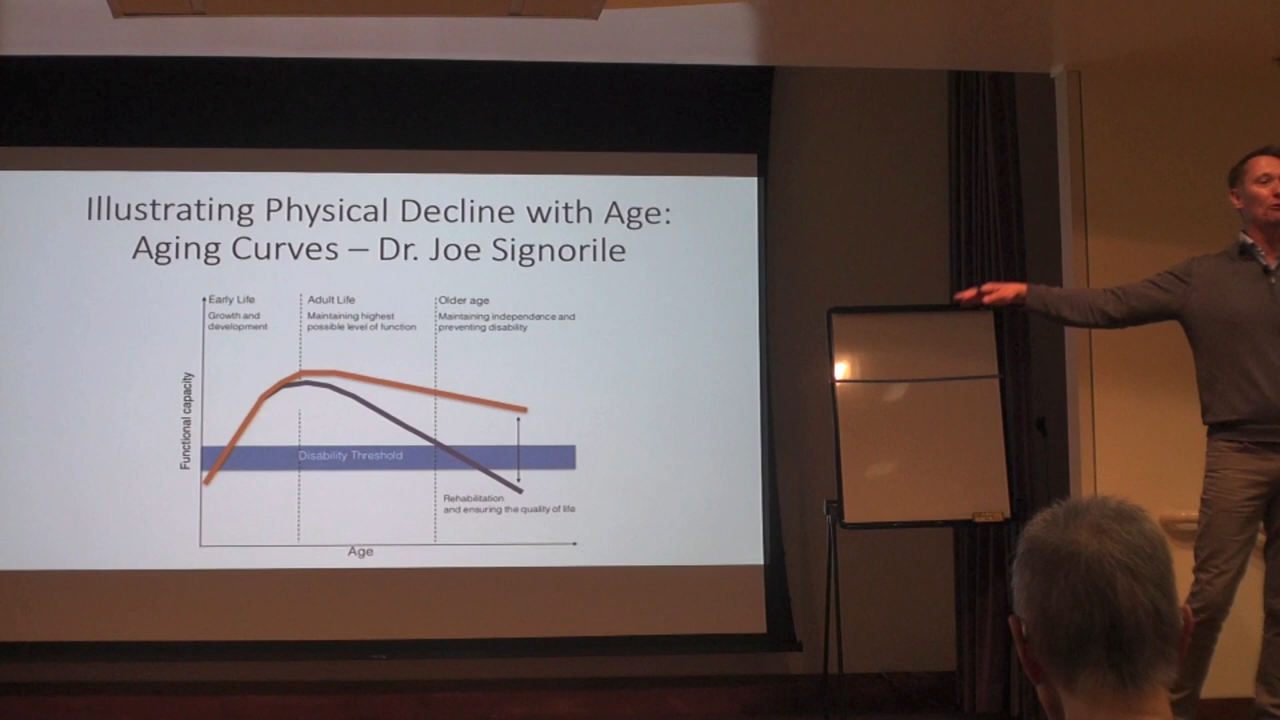 Illustrating Physical Decline with Age:
Aging Curves – Dr. Joe Signorile
Early Life
Growth and
development
Adult Life
Maintaining highest
possible level of function
Older age
Maintaining independence and
preventing disability
Functional capacity
Disability Threshold
Rehabilitation
and ensuring the quality of life
Age